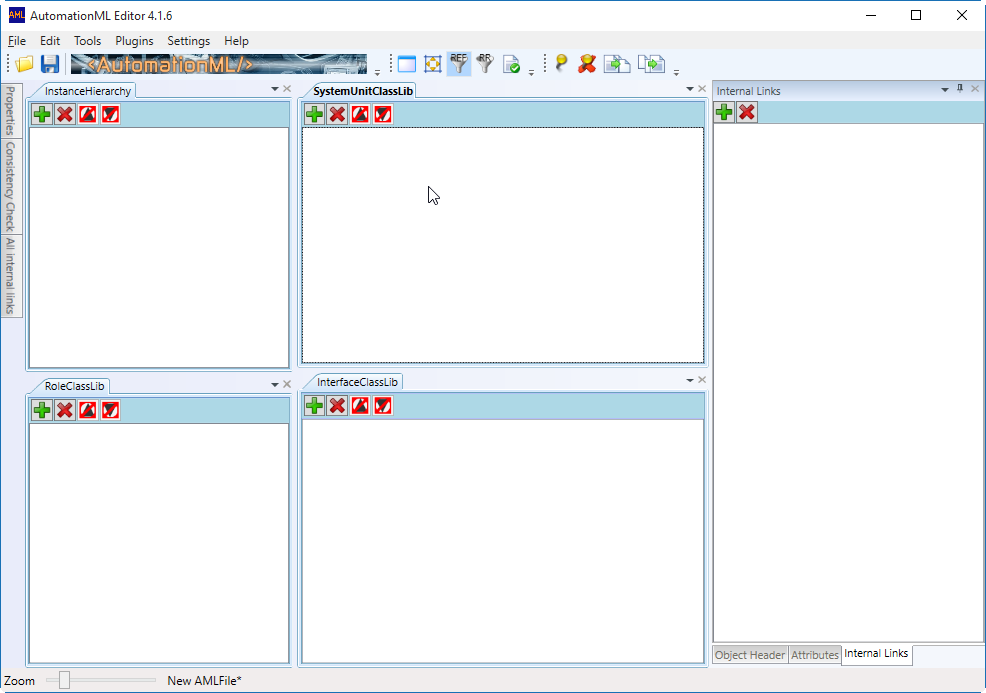 AML AutomationML Editor 4.1.6
File Edit Tools Plugins Settings Help
<AutomationML/>
REF
RR
Properties
Consistency Check
All internal links
InstanceHierarchy
SystemUnitClassLib
Internal Links
RoleClassLib
InterfaceClassLib
Object Header Attributes Internal Links
Zoom New AMLFile*